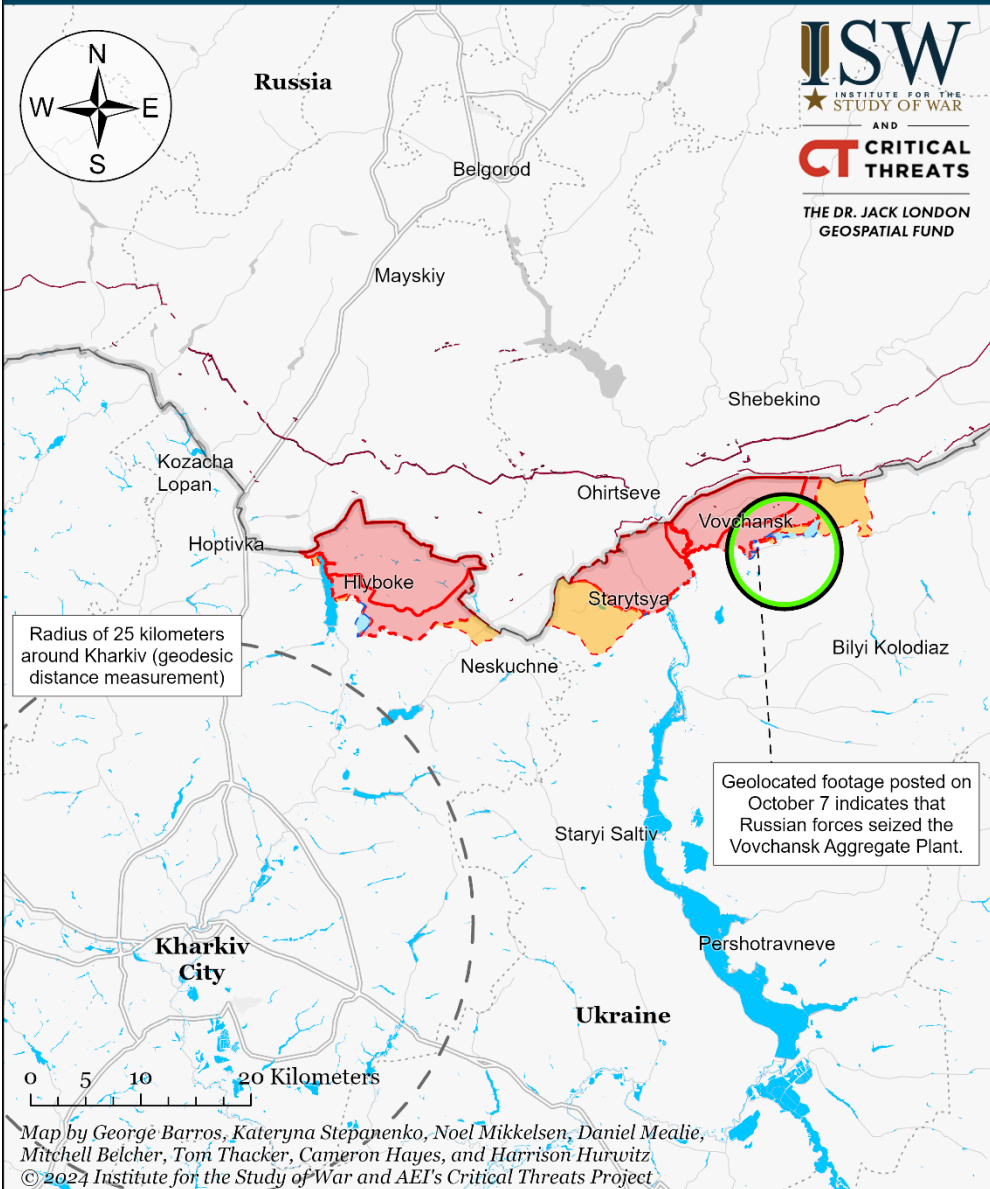 N
W
E
S
Russia
ISW
INSTITUTE FOR THE
STUDY OF WAR
AND
CT CRITICAL
THREATS
THE DR. JACK LONDON
GEOSPATIAL FUND
Belgorod
Mayskiy
Shebekino
Kozacha
Lopan
Ohirtseve
Vovchansk
Hoptivka
Hlyboke
Starytsya
Radius of 25 kilometers
around Kharkiv (geodesic
distance measurement)
Neskuchne
Bilyi Kolodiaz
Geolocated footage posted on
October 7 indicates that
Russian forces seized the
Vovchansk Aggregate Plant.
Staryi Saltiv
Kharkiv
City
Pershotravneve
Ukraine
0 5 10 20 Kilometers
Map by George Barros, Kateryna Stepanenko, Noel Mikkelsen, Daniel Mealie,
Mitchell Belcher, Tom Thacker, Cameron Hayes, and Harrison Hurwitz
© 2024 Institute for the Study of War and AEI's Critical Threats Project